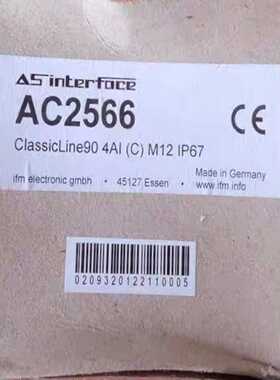 AS interface
AC2566
CE
ClassicLine90 4AI (C) M12 IP67
Made in Germany
ifm electronic gmbh • 45127 Essen • www.ifm.info
0209320122110005